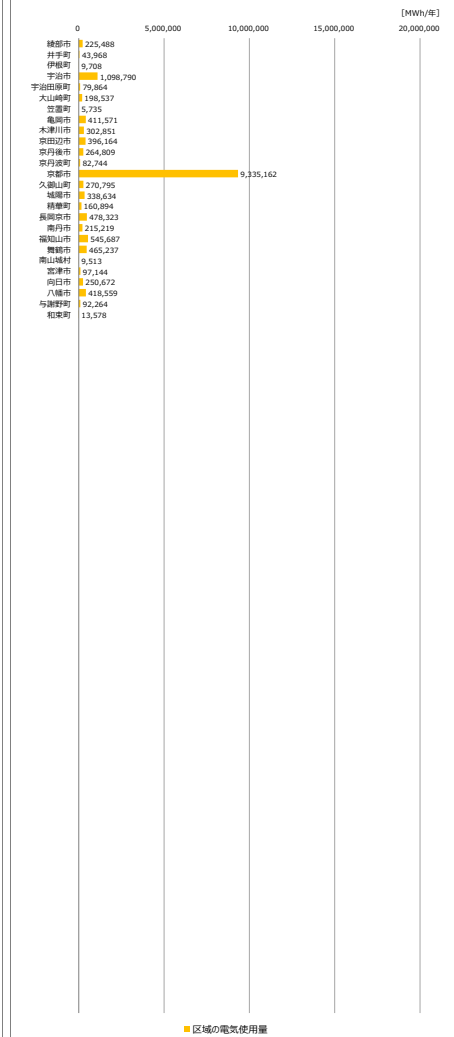 [MWh/年]
0 5,000,000 10,000,000 15,000,000 20,000,000
綾部市 225,488
井手町 43,968
伊根町 9,708
宇治市 1,098,790
宇治田原町 79,864
大山崎町 198,537
笠置町 5,735
亀岡市 411,571
木津川市 302,851
京田辺市 396,164
京丹後市 264,809
京丹波町 82,744
京都市 9,335,162
久御山町 270,795
城陽市 338,634
精華町 160,894
長岡京市 478,323
南丹市 215,219
福知山市 545,687
舞鶴市 465,237
南山城村 9,513
宮津市 97,144
向日市 250,672
八幡市 418,559
与謝野町 92,264
和束町 13,578
区域の電気使用量